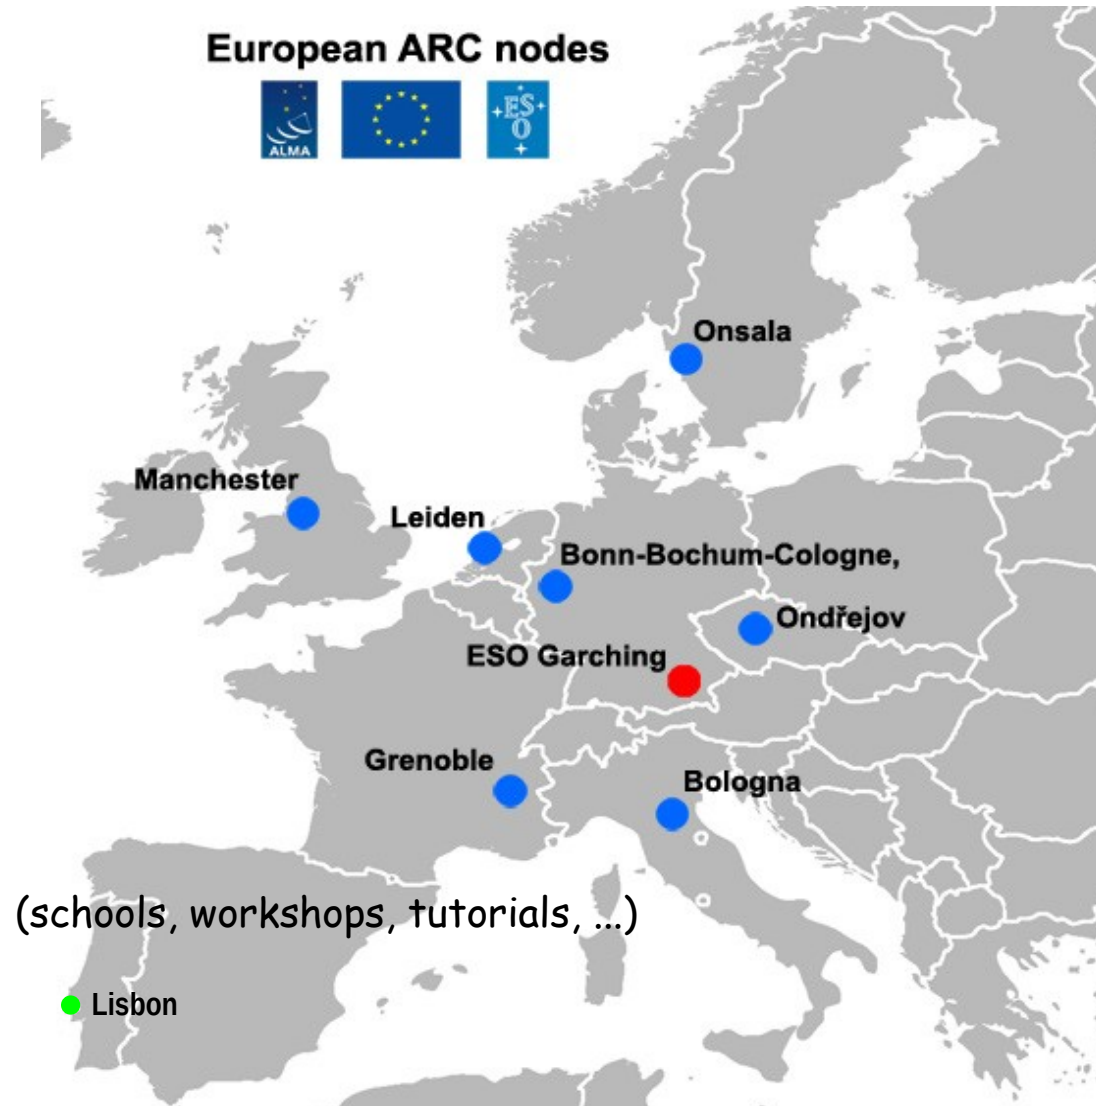 European ARC nodes
ALMA
ES
O
Onsala
Manchester
Leiden
Bonn-Bochum-Cologne,
Ondřejov
ESO Garching
Grenoble
Bologna
(schools, workshops, tutorials, ...)
Lisbon